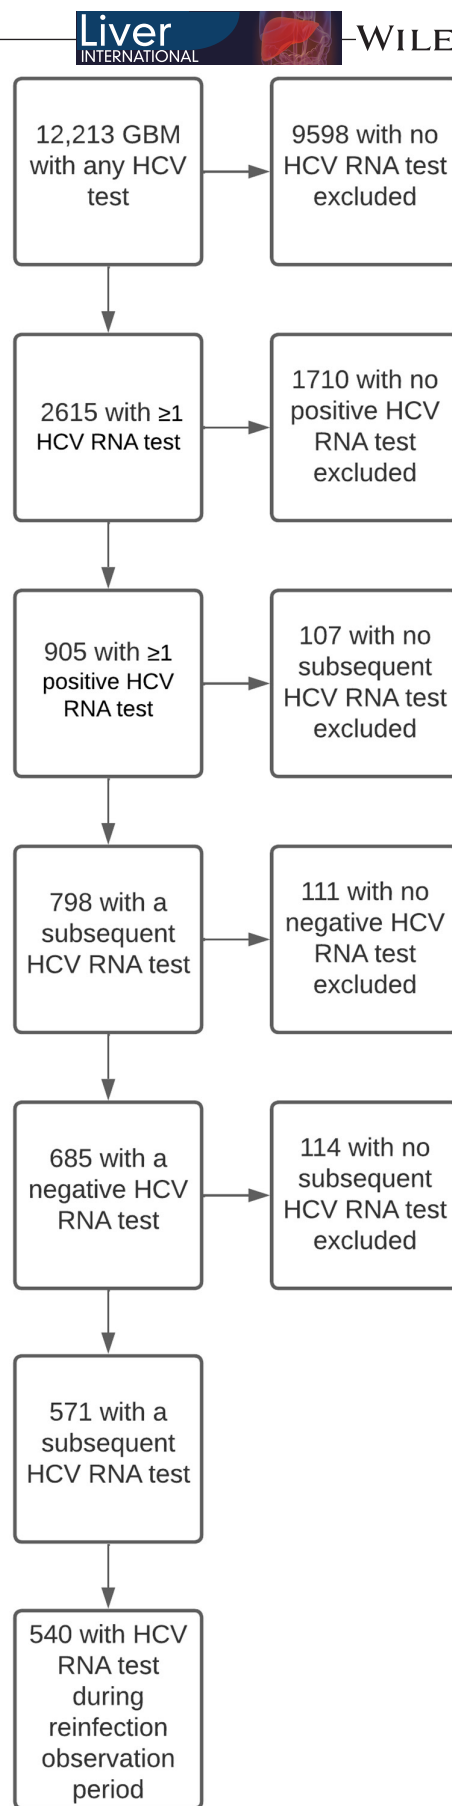 Liver
INTERNATIONAL
WILE
12,213 GBM
with any HCV
test
9598 with no
HCV RNA test
excluded
2615 with ≥1
HCV RNA test
1710 with no
positive HCV
RNA test
excluded
905 with ≥1
positive HCV
RNA test
107 with no
subsequent
HCV RNA test
excluded
798 with a
subsequent
HCV RNA test
111 with no
negative HCV
RNA test
excluded
685 with a
negative HCV
RNA test
114 with no
subsequent
HCV RNA test
excluded
571 with a
subsequent
HCV RNA test
540 with HCV
RNA test
during
reinfection
observation
period